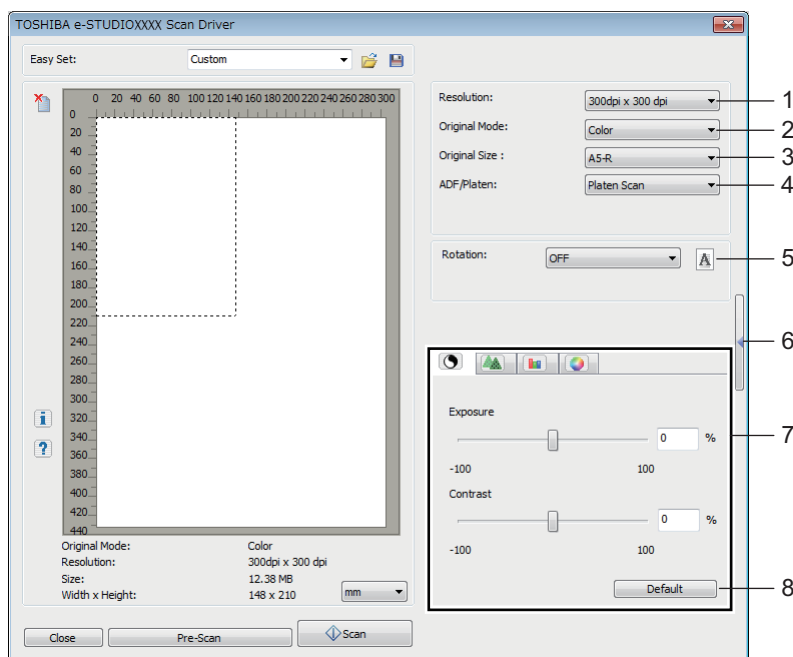 TOSHIBA e-STUDIOXXXX Scan Driver
Easy Set: Custom
0 20 40 60 80 100 120 140 160 180 200 220 240 260 280 300
0
20
40
60
80
100
120
140
160
180
200
220
240
260
280
300
320
340
360
380
400
420
440
Original Mode: Color
Resolution: 300dpi x 300 dpi
Size: 12.38 MB
Width x Height: 148 x 210 mm
Close Pre-Scan Scan
Resolution: 300dpi x 300 dpi 1
Original Mode: Color 2
Original Size : A5-R 3
ADF/Platen: Platen Scan 4
Rotation: OFF A 5
6
Exposure
0 % 7
-100 100
Contrast
0 %
-100 100
Default 8